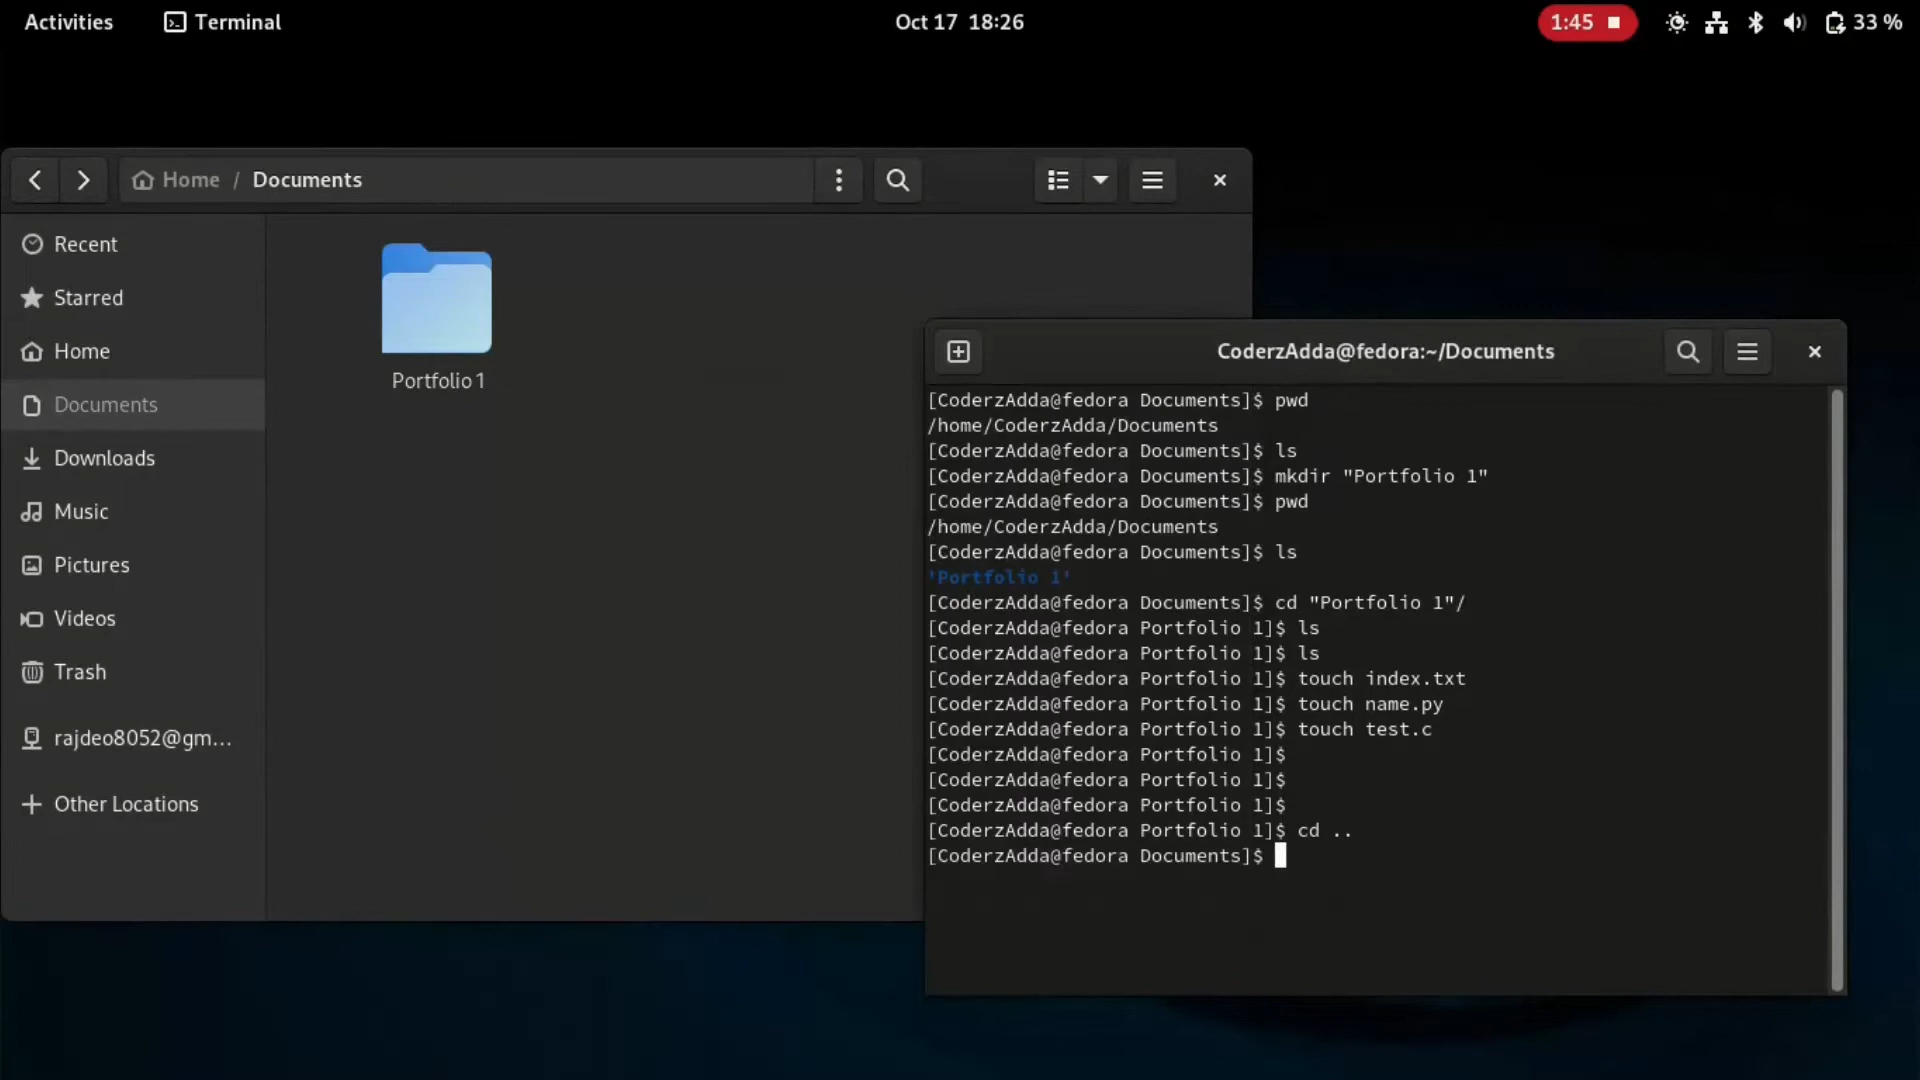 Activities
Terminal
Oct 17 18:26
1:45
33 %
Home / Documents
Recent
Starred
Home
Documents
Downloads
Music
Pictures
Videos
Trash
rajdeo8052@gm...
Other Locations
Portfolio 1
CoderzAdda@fedora:~/Documents
[CoderzAdda@fedora Documents]$ pwd
/home/CoderzAdda/Documents
[CoderzAdda@fedora Documents]$ ls
[CoderzAdda@fedora Documents]$ mkdir "Portfolio 1"
[CoderzAdda@fedora Documents]$ pwd
/home/CoderzAdda/Documents
[CoderzAdda@fedora Documents]$ ls
'Portfolio 1'
[CoderzAdda@fedora Documents]$ cd "Portfolio 1"/
[CoderzAdda@fedora Portfolio 1]$ ls
[CoderzAdda@fedora Portfolio 1]$ ls
[CoderzAdda@fedora Portfolio 1]$ touch index.txt
[CoderzAdda@fedora Portfolio 1]$ touch name.py
[CoderzAdda@fedora Portfolio 1]$ touch test.c
[CoderzAdda@fedora Portfolio 1]$
[CoderzAdda@fedora Portfolio 1]$
[CoderzAdda@fedora Portfolio 1]$
[CoderzAdda@fedora Portfolio 1]$ cd ..
[CoderzAdda@fedora Documents]$